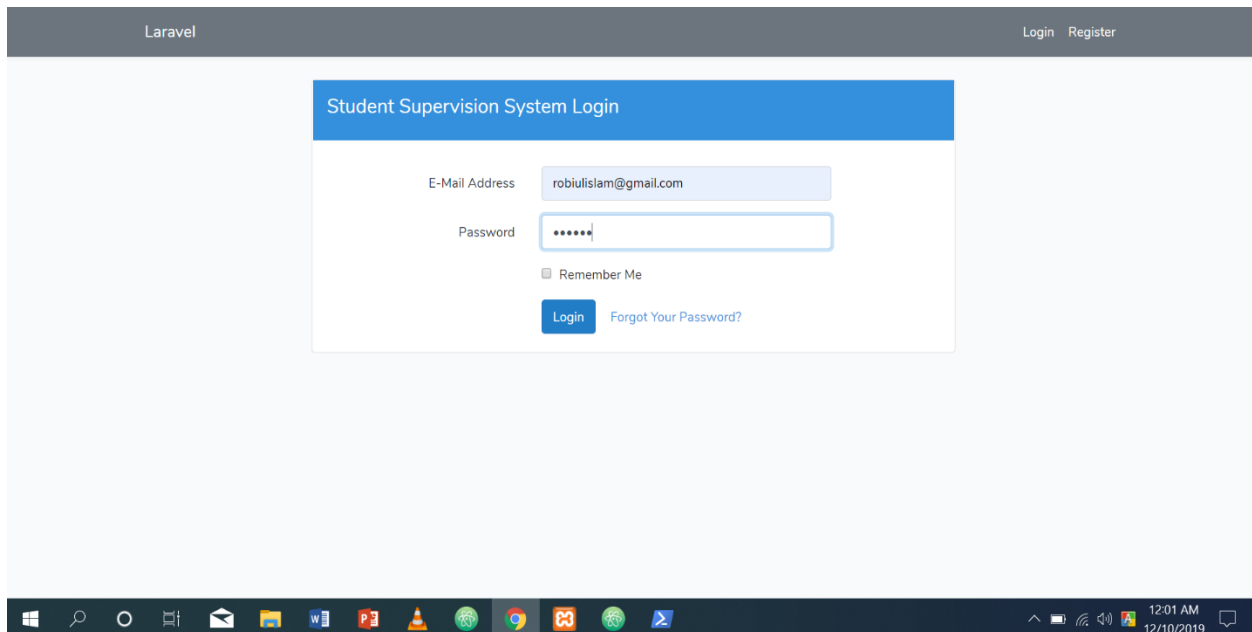 Laravel Login Register
Student Supervision System Login
E-Mail Address robiulislam@gmail.com
Password ••••••
Remember Me
Login Forgot Your Password?
12:01 AM
12/10/2019